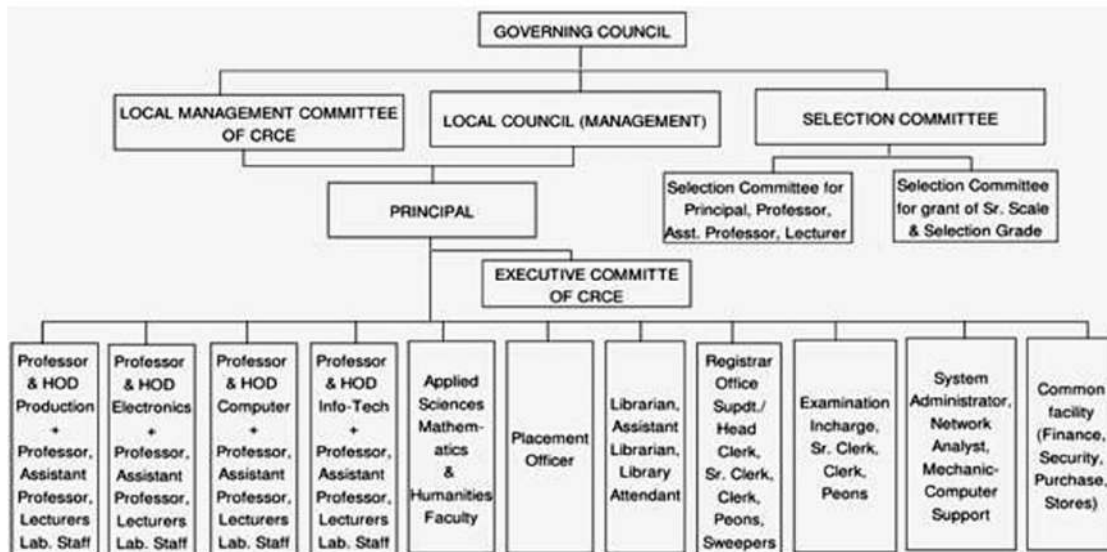 GOVERNING COUNCIL
LOCAL MANAGEMENT COMMITTEE
OF CRCE
LOCAL COUNCIL (MANAGEMENT)
SELECTION COMMITTEE
PRINCIPAL
Selection Committee for
Principal, Professor,
Asst. Professor, Lecturer
Selection Committee
for grant of Sr. Scale
& Selection Grade
EXECUTIVE COMMITTE
OF CRCE
Professor
& HOD
Production
+
Professor,
Assistant
Professor,
Lecturers
Lab. Staff
Professor
& HOD
Electronics
+
Professor,
Assistant
Professor,
Lecturers
Lab. Staff
Professor
& HOD
Computer
+
Professor,
Assistant
Professor,
Lecturers
Lab. Staff
Professor
& HOD
Info-Tech
+
Professor,
Assistant
Professor,
Lecturers
Lab. Staff
Applied
Sciences
Mathem-
atics
&
Humanities
Faculty
Placement
Officer
Librarian,
Assistant
Librarian,
Library
Attendant
Registrar
Office
Supdt./
Head
Clerk,
Sr. Clerk,
Clerk,
Peons,
Sweepers
Examination
Incharge,
Sr. Clerk,
Clerk,
Peons
System
Administrator,
Network
Analyst,
Mechanic-
Computer
Support
Common
facility
(Finance,
Security,
Purchase,
Stores)